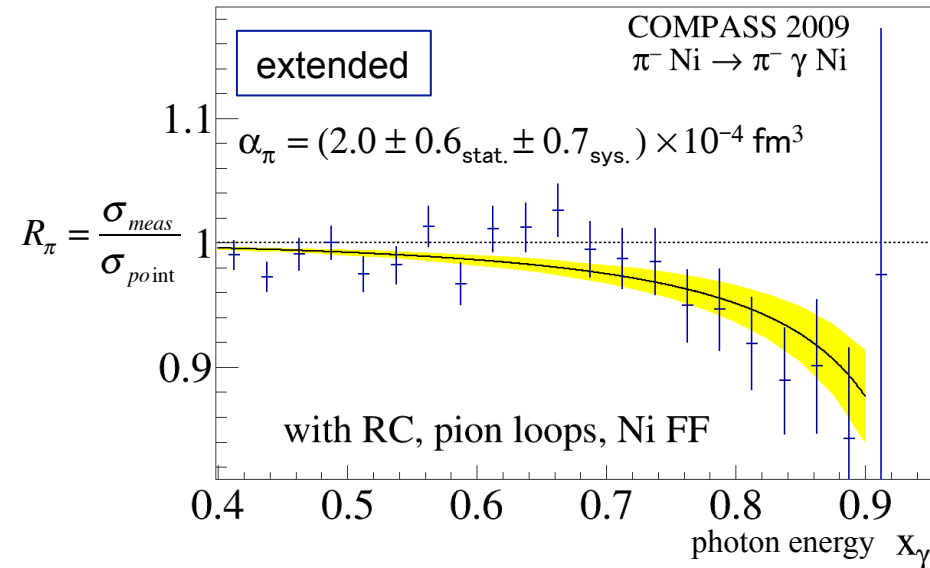 COMPASS 2009
π⁻ Ni → π⁻ γ Ni
extended
α_π = (2.0 ± 0.6_stat. ± 0.7_sys.) × 10⁻⁴ fm³
R_π = σ_meas / σ_point
1.1
1
0.9
with RC, pion loops, Ni FF
0.4 0.5 0.6 0.7 0.8 0.9
photon energy x_γ